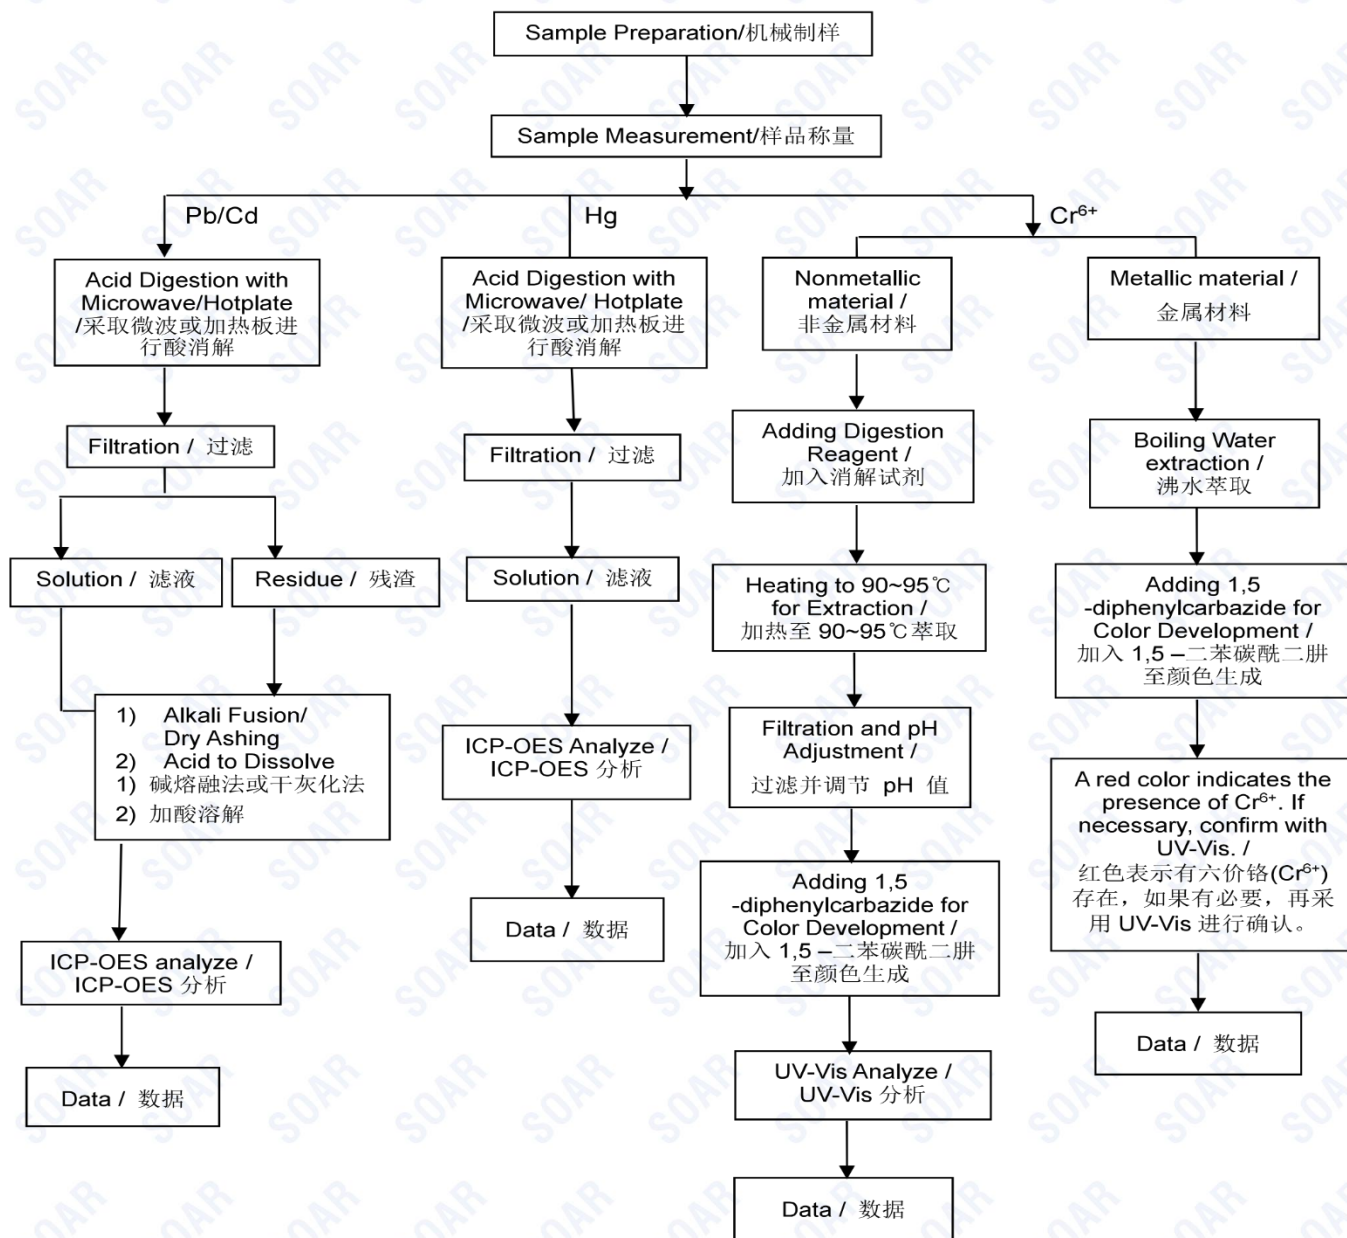 Sample Preparation/机械制样
Sample Measurement/样品称量
Pb/Cd
Hg
Cr⁶⁺
Acid Digestion with
Microwave/Hotplate
/采取微波或加热板进
行酸消解
Filtration / 过滤
Solution / 滤液
Residue / 残渣
1) Alkali Fusion/
Dry Ashing
2) Acid to Dissolve
1) 碱熔融法或干灰化法
2) 加酸溶解
ICP-OES analyze /
ICP-OES 分析
Data / 数据
Acid Digestion with
Microwave/ Hotplate
/采取微波或加热板进
行酸消解
Filtration / 过滤
Solution / 滤液
ICP-OES Analyze /
ICP-OES 分析
Data / 数据
Nonmetallic
material /
非金属材料
Adding Digestion
Reagent /
加入消解试剂
Heating to 90~95℃
for Extraction /
加热至 90~95℃萃取
Filtration and pH
Adjustment /
过滤并调节 pH 值
Adding 1,5
-diphenylcarbazide for
Color Development /
加入 1,5 –二苯碳酰二肼
至颜色生成
UV-Vis Analyze /
UV-Vis 分析
Data / 数据
Metallic material /
金属材料
Boiling Water
extraction /
沸水萃取
Adding 1,5
-diphenylcarbazide for
Color Development /
加入 1,5 –二苯碳酰二肼
至颜色生成
A red color indicates the
presence of Cr⁶⁺. If
necessary, confirm with
UV-Vis. /
红色表示有六价铬(Cr⁶⁺)
存在，如果有必要，再采
用 UV-Vis 进行确认。
Data / 数据
SOAR